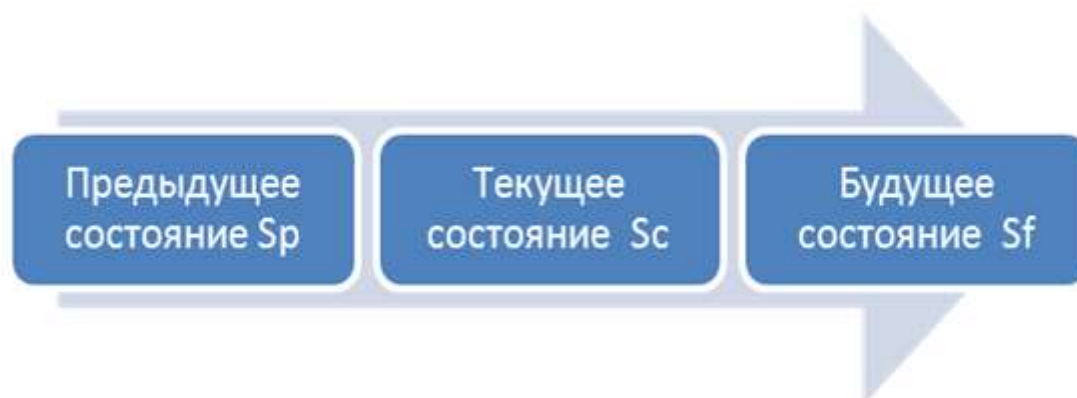 Предыдущее
состояние Sp
Текущее
состояние Sc
Будущее
состояние Sf